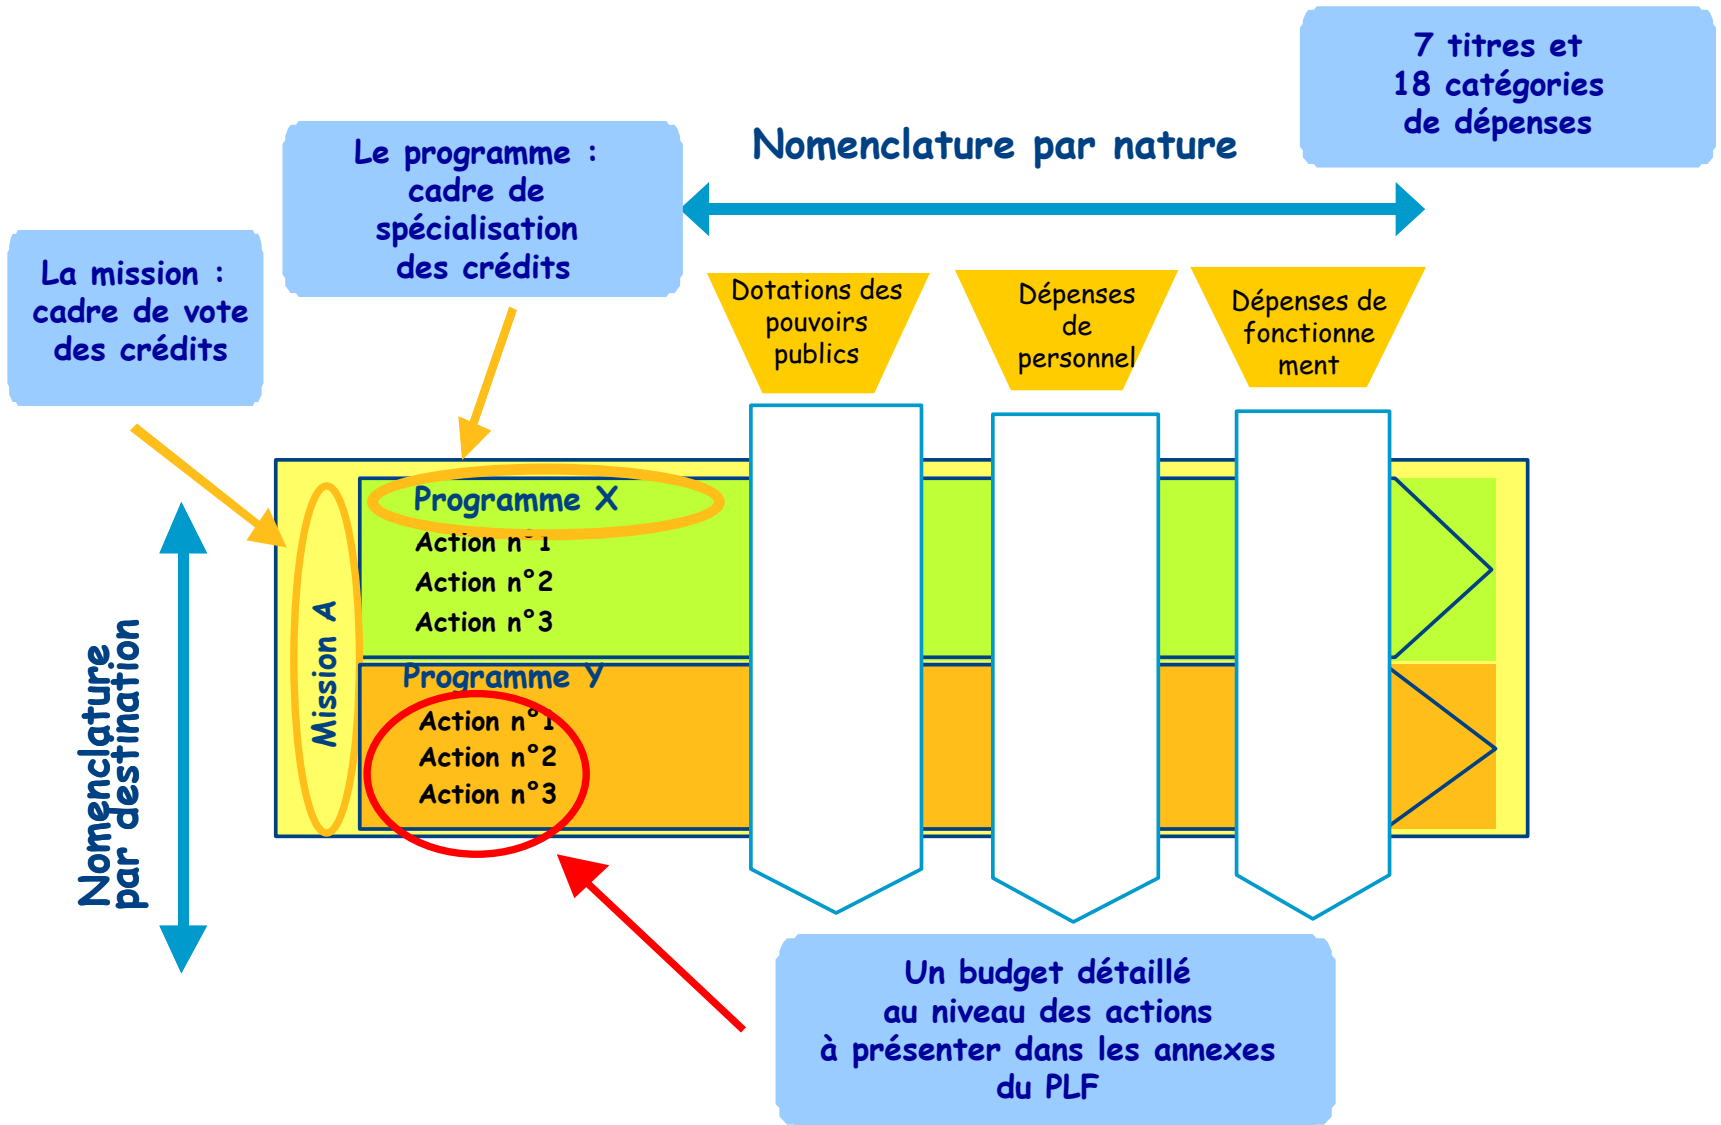 7 titres et
18 catégories
de dépenses
Nomenclature par nature
Le programme :
cadre de
spécialisation
des crédits
La mission :
cadre de vote
des crédits
Dotations des
pouvoirs
publics
Dépenses
de
personnel
Dépenses de
fonctionne
ment
Nomenclature
par destination
Mission A
Programme X
Action n°1
Action n°2
Action n°3
Programme Y
Action n°1
Action n°2
Action n°3
Un budget détaillé
au niveau des actions
à présenter dans les annexes
du PLF